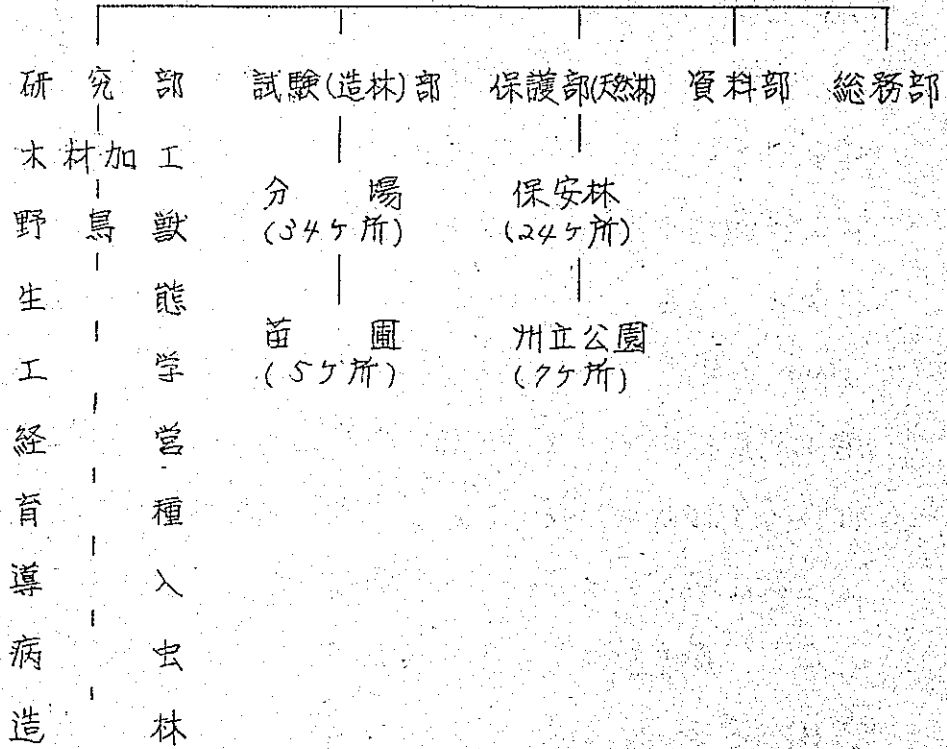 研究部 試験(造林)部 保護部(天然林) 資料部 総務部
木材加工
分場 保安林
野鳥獣 (34ヶ所) (24ヶ所)
生態
苗圃 州立公園
工学 (5ヶ所) (7ヶ所)
経営
育種
導入
病虫
造林